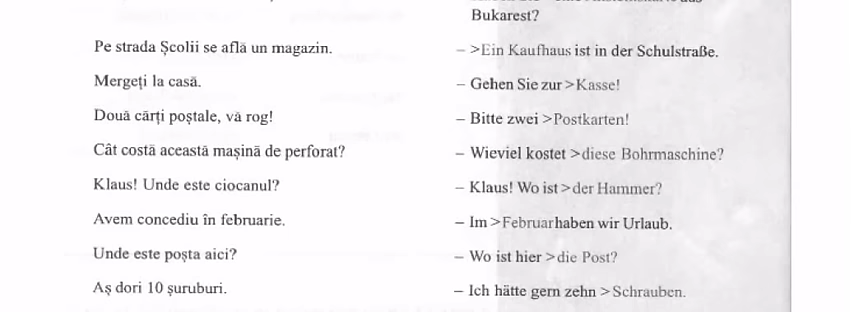 Bukarest?
Pe strada Școlii se află un magazin. – >Ein Kaufhaus ist in der Schulstraße.
Mergeți la casă. – Gehen Sie zur >Kasse!
Două cărți poștale, vă rog! – Bitte zwei >Postkarten!
Cât costă această mașină de perforat? – Wieviel kostet >diese Bohrmaschine?
Klaus! Unde este ciocanul? – Klaus! Wo ist >der Hammer?
Avem concediu în februarie. – Im >Februar haben wir Urlaub.
Unde este poșta aici? – Wo ist hier >die Post?
Aș dori 10 șuruburi. – Ich hätte gern zehn >Schrauben.